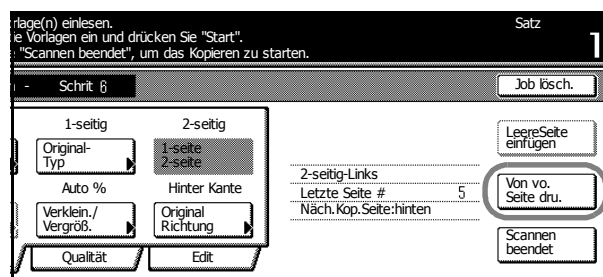 rlage(n) einlesen.
ie Vorlagen ein und drücken Sie "Start".
"Scannen beendet", um das Kopieren zu starten.
Satz
1
- Schrit 6
Job lösch.
1-seitig
2-seitig
Original-
Typ
1-seite
2-seite
Auto %
Hinter Kante
Verklein./
Vergröß.
Original
Richtung
Qualität
Edit
2-seitig-Links
Letzte Seite # 5
Näch.Kop.Seite:hinten
LeereSeite
einfügen
Von vo.
Seite dru.
Scannen
beendet